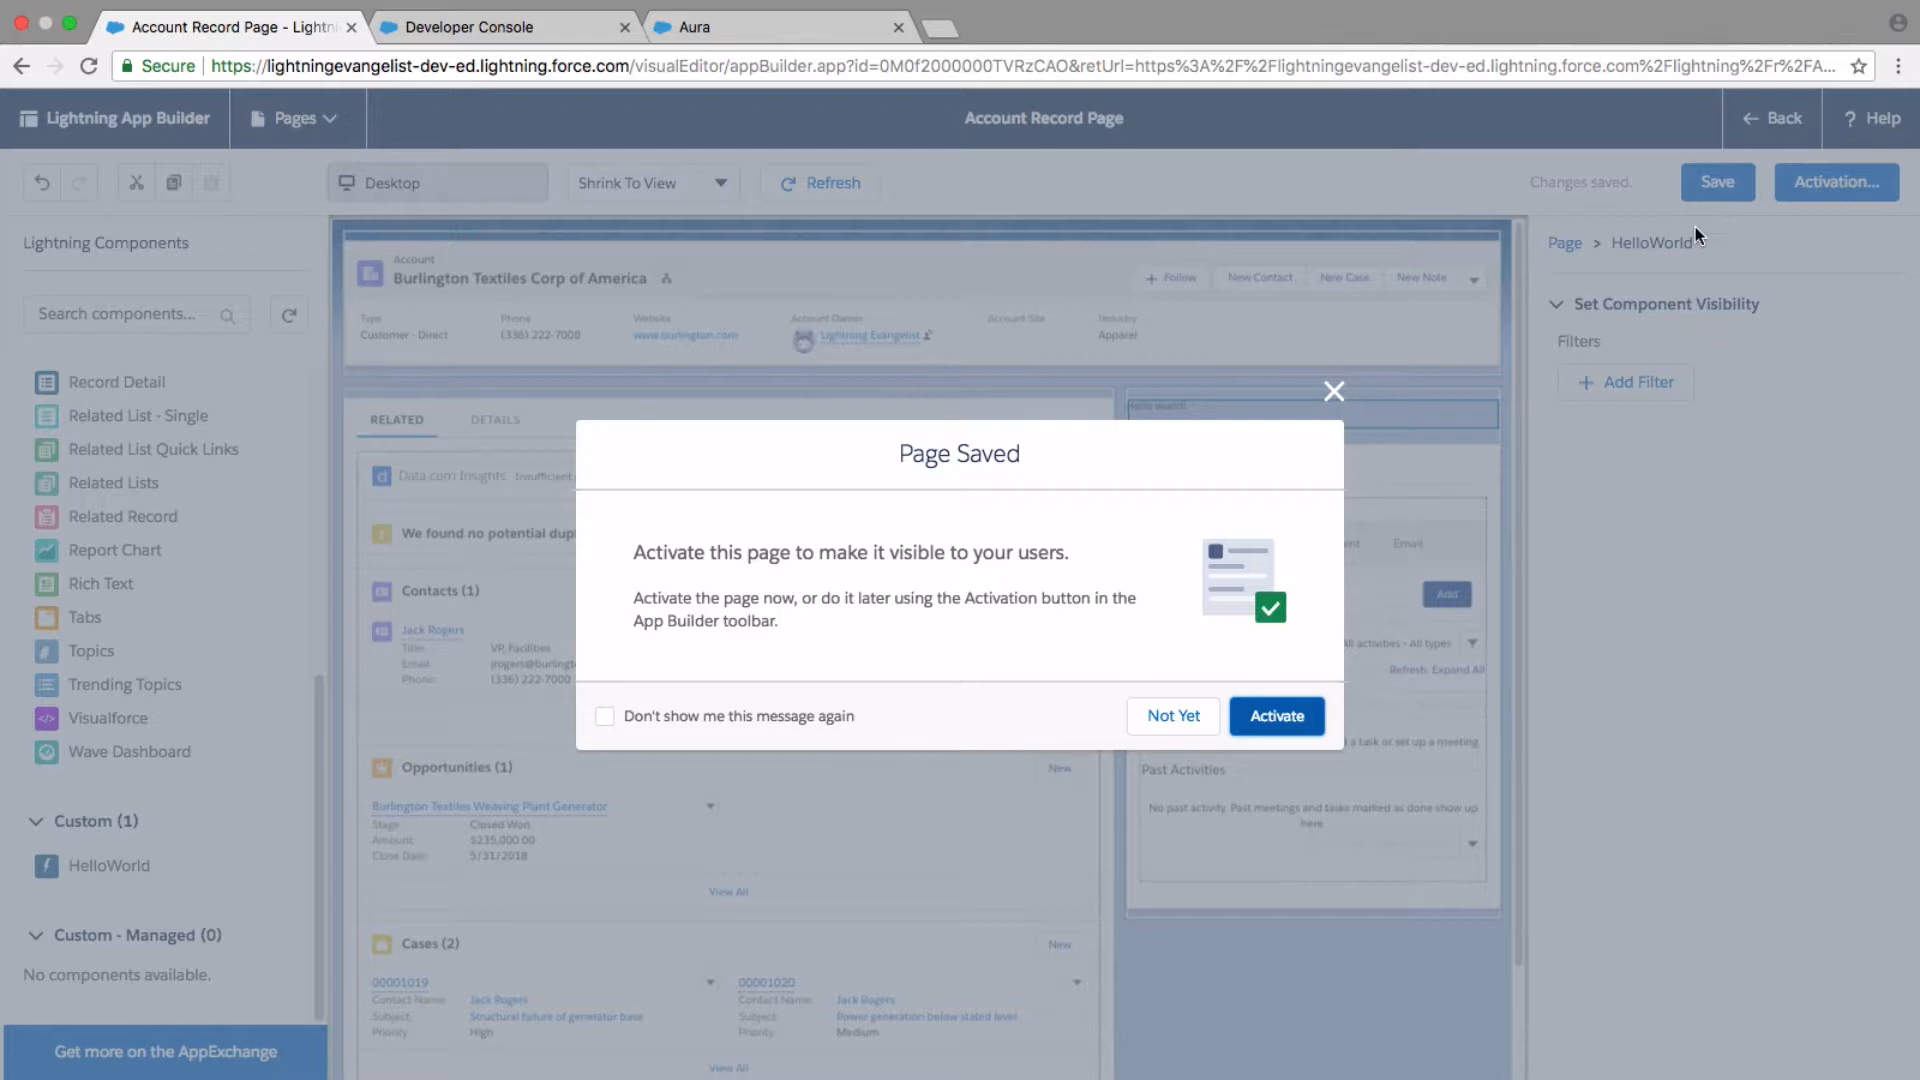 Account Record Page - Lightni
Developer Console
Aura
Secure
https://lightningevangelist-dev-ed.lightning.force.com/visualEditor/appBuilder.app?id=0M0f2000000TVRzCAO&retUrl=https%3A%2F%2Flightningevangelist-dev-ed.lightning.force.com%2Flightning%2Fr%2FA...
Lightning App Builder
Pages
Account Record Page
Back
? Help
Desktop
Shrink To View
Refresh
Changes saved.
Save
Activation...
Lightning Components
Search components...
Record Detail
Related List - Single
Related List Quick Links
Related Lists
Related Record
Report Chart
Rich Text
Tabs
Topics
Trending Topics
Visualforce
Wave Dashboard
Custom (1)
HelloWorld
Custom - Managed (0)
No components available.
Get more on the AppExchange
Account
Burlington Textiles Corp of America
+ Follow
New Contact
New Case
New Note
Type
Phone
Website
Account Owner
Account Site
Industry
Customer - Direct
(336) 222-7000
www.burlington.com
Lightning Evangelist
Apparel
RELATED
DETAILS
Hello world!
Data.com Insights
Insufficient
We found no potential dupl
Contacts (1)
Jack Rogers
Title:
VP, Facilities
Email:
jrogers@burlingt
Phone:
(336) 222-7000
Opportunities (1)
New
Burlington Textiles Weaving Plant Generator
Stage:
Closed Won
Amount:
$235,000.00
Close Date:
5/31/2018
View All
Cases (2)
New
00001019
Contact Name:
Jack Rogers
Subject:
Structural failure of generator base
Priority:
High
00001020
Contact Name:
Jack Rogers
Subject:
Power generation below stated level
Priority:
Medium
View All
Page Saved
Activate this page to make it visible to your users.
Activate the page now, or do it later using the Activation button in the
App Builder toolbar.
Don't show me this message again
Not Yet
Activate
Email
Add
All activities - All types
Refresh Expand All
a task or set up a meeting
Past Activities
No past activity. Past meetings and tasks marked as done show up
here.
Page > HelloWorld
Set Component Visibility
Filters
+ Add Filter